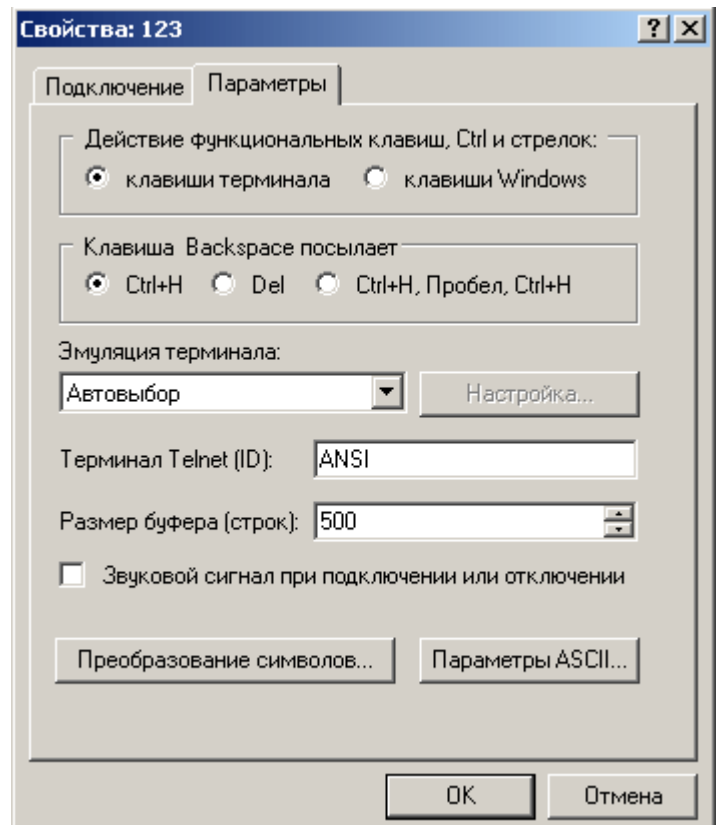 Свойства: 123
Подключение Параметры
Действие функциональных клавиш, Ctrl и стрелок:
клавиши терминала клавиши Windows
Клавиша Backspace посылает
Ctrl+H Del Ctrl+H, Пробел, Ctrl+H
Эмуляция терминала:
Автовыбор Настройка...
Терминал Telnet (ID): ANSI
Размер буфера (строк): 500
Звуковой сигнал при подключении или отключении
Преобразование символов... Параметры ASCII...
OK Отмена